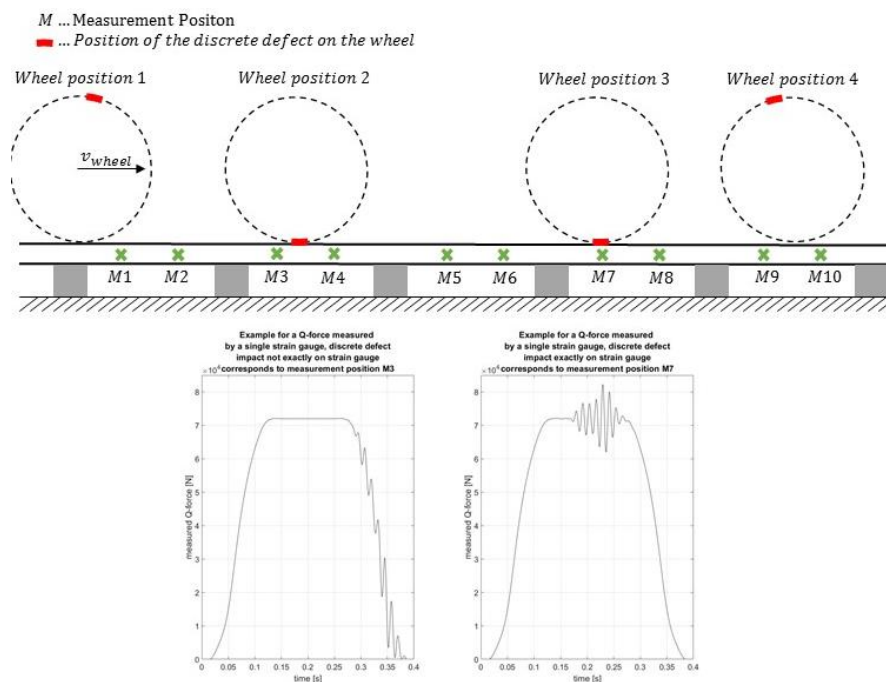 M ... Measurement Positon
... Position of the discrete defect on the wheel
Wheel position 1
Wheel position 2
Wheel position 3
Wheel position 4
v_wheel
M1 M2 M3 M4 M5 M6 M7 M8 M9 M10
Example for a Q-force measured
by a single strain gauge, discrete defect
impact not exactly on strain gauge
corresponds to measurement position M3
×10⁴
8
7
6
5
4
3
2
1
0
measured Q-force [N]
0 0.05 0.1 0.15 0.2 0.25 0.3 0.35 0.4
time [s]
Example for a Q-force measured
by a single strain gauge, discrete defect
impact exactly on strain gauge
corresponds to measurement position M7
×10⁴
8
7
6
5
4
3
2
1
0
measured Q-force [N]
0 0.05 0.1 0.15 0.2 0.25 0.3 0.35 0.4
time [s]